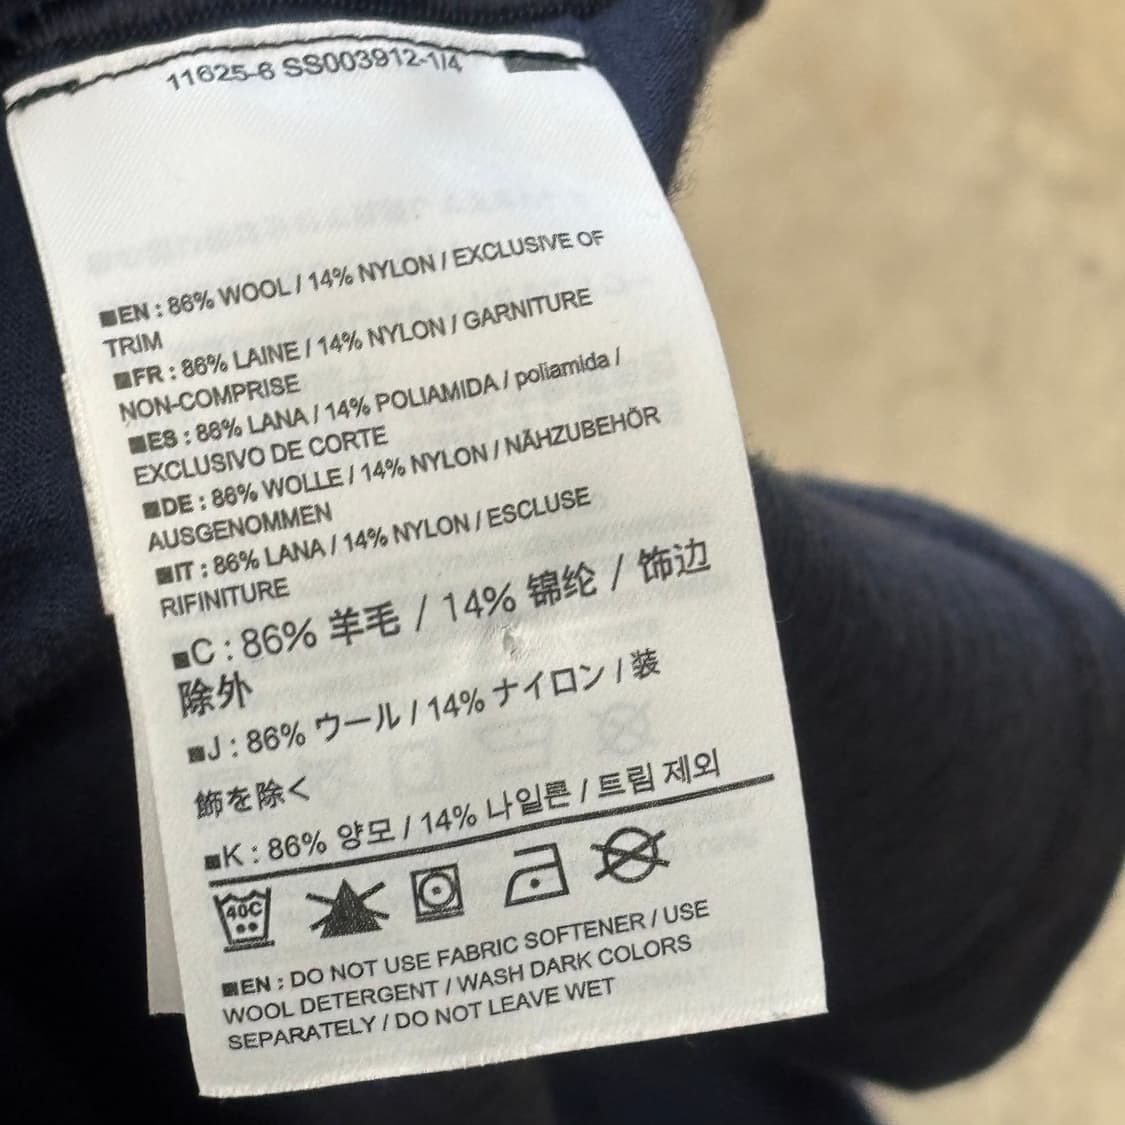 11625-6 SS003912-1/4
■EN : 86% WOOL / 14% NYLON / EXCLUSIVE OF
TRIM
■FR : 86% LAINE / 14% NYLON / GARNITURE
NON-COMPRISE
■ES : 86% LANA / 14% POLIAMIDA / poliamida /
EXCLUSIVO DE CORTE
■DE : 86% WOLLE / 14% NYLON / NÄHZUBEHÖR
AUSGENOMMEN
■IT : 86% LANA / 14% NYLON / ESCLUSE
RIFINITURE
■C : 86% 羊毛 / 14% 锦纶 / 饰边
除外
■J : 86% ウール / 14% ナイロン / 装
飾を除く
■K : 86% 양모 / 14% 나일론 / 트림 제외
40C
■EN : DO NOT USE FABRIC SOFTENER / USE
WOOL DETERGENT / WASH DARK COLORS
SEPARATELY / DO NOT LEAVE WET